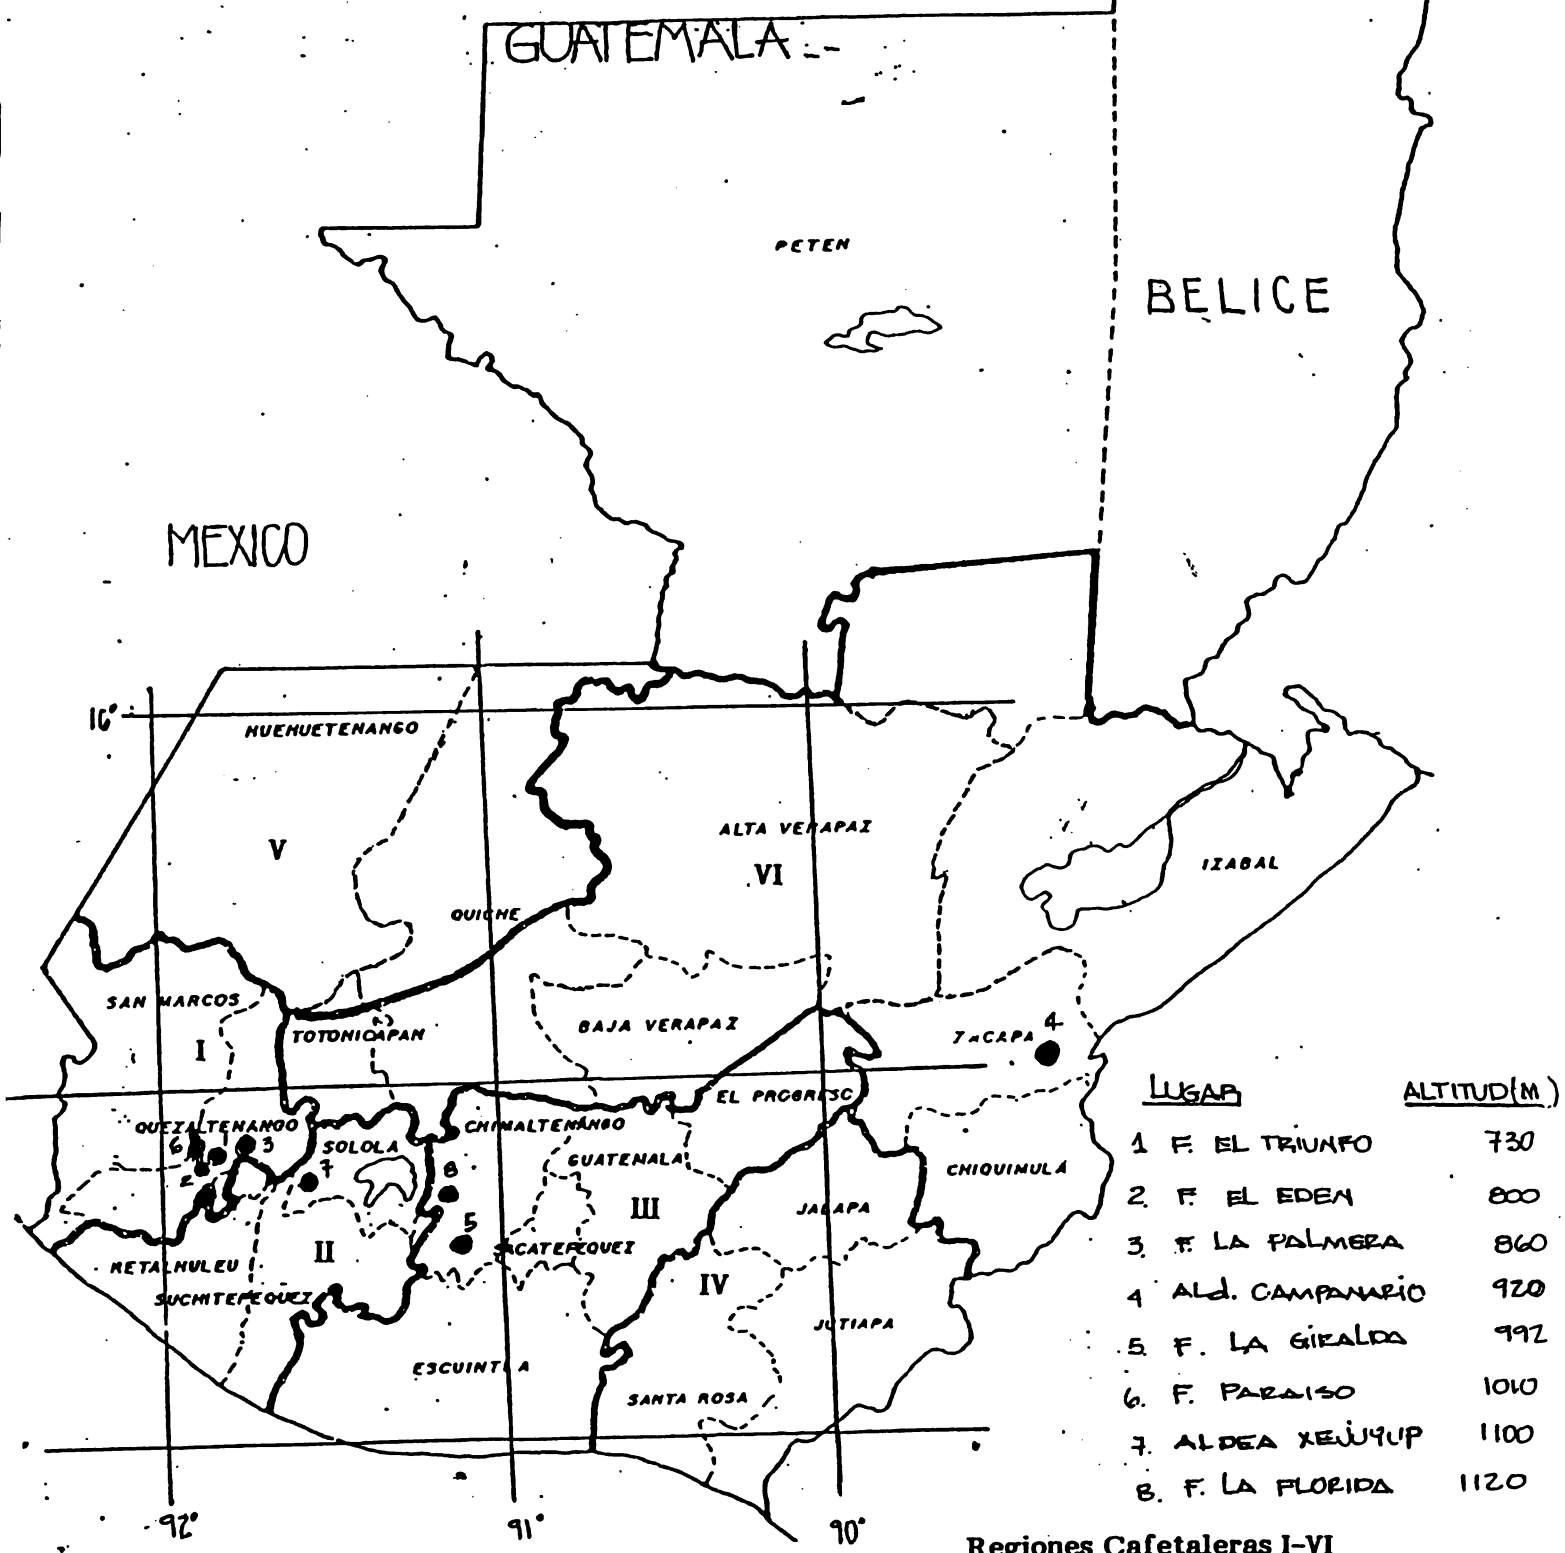 GUATEMALA
PETEN
BELICE
MEXICO
16°
HUEHUETENANGO
V
ALTA VERAPAZ
VI
IZABAL
QUICHE
SAN MARCOS
I
TOTONICAPAN
BAJA VERAPAZ
ZACAPA
4
EL PROGRESO
QUEZALTENANGO
6
1
3
2
SOLOLA
7
CHIMALTENANGO
GUATEMALA
8
5
III
CHIQUIMULA
JALAPA
RETALHULEU
II
SACATEPEQUEZ
SUCHITEPEQUEZ
IV
JUTIAPA
ESCUINTLA
SANTA ROSA
92°
91°
90°
LUGAR ALTITUD(M.)
1 F. EL TRIUNFO 730
2. F. EL EDEN 800
3. F. LA PALMERA 860
4 ALd. CAMPANARIO 920
5. F. LA GIRALDA 992
6. F. PARAISO 1010
7. ALDEA XEJUYUP 1100
8. F. LA FLORIDA 1120
Regiones Cafetaleras I-VI